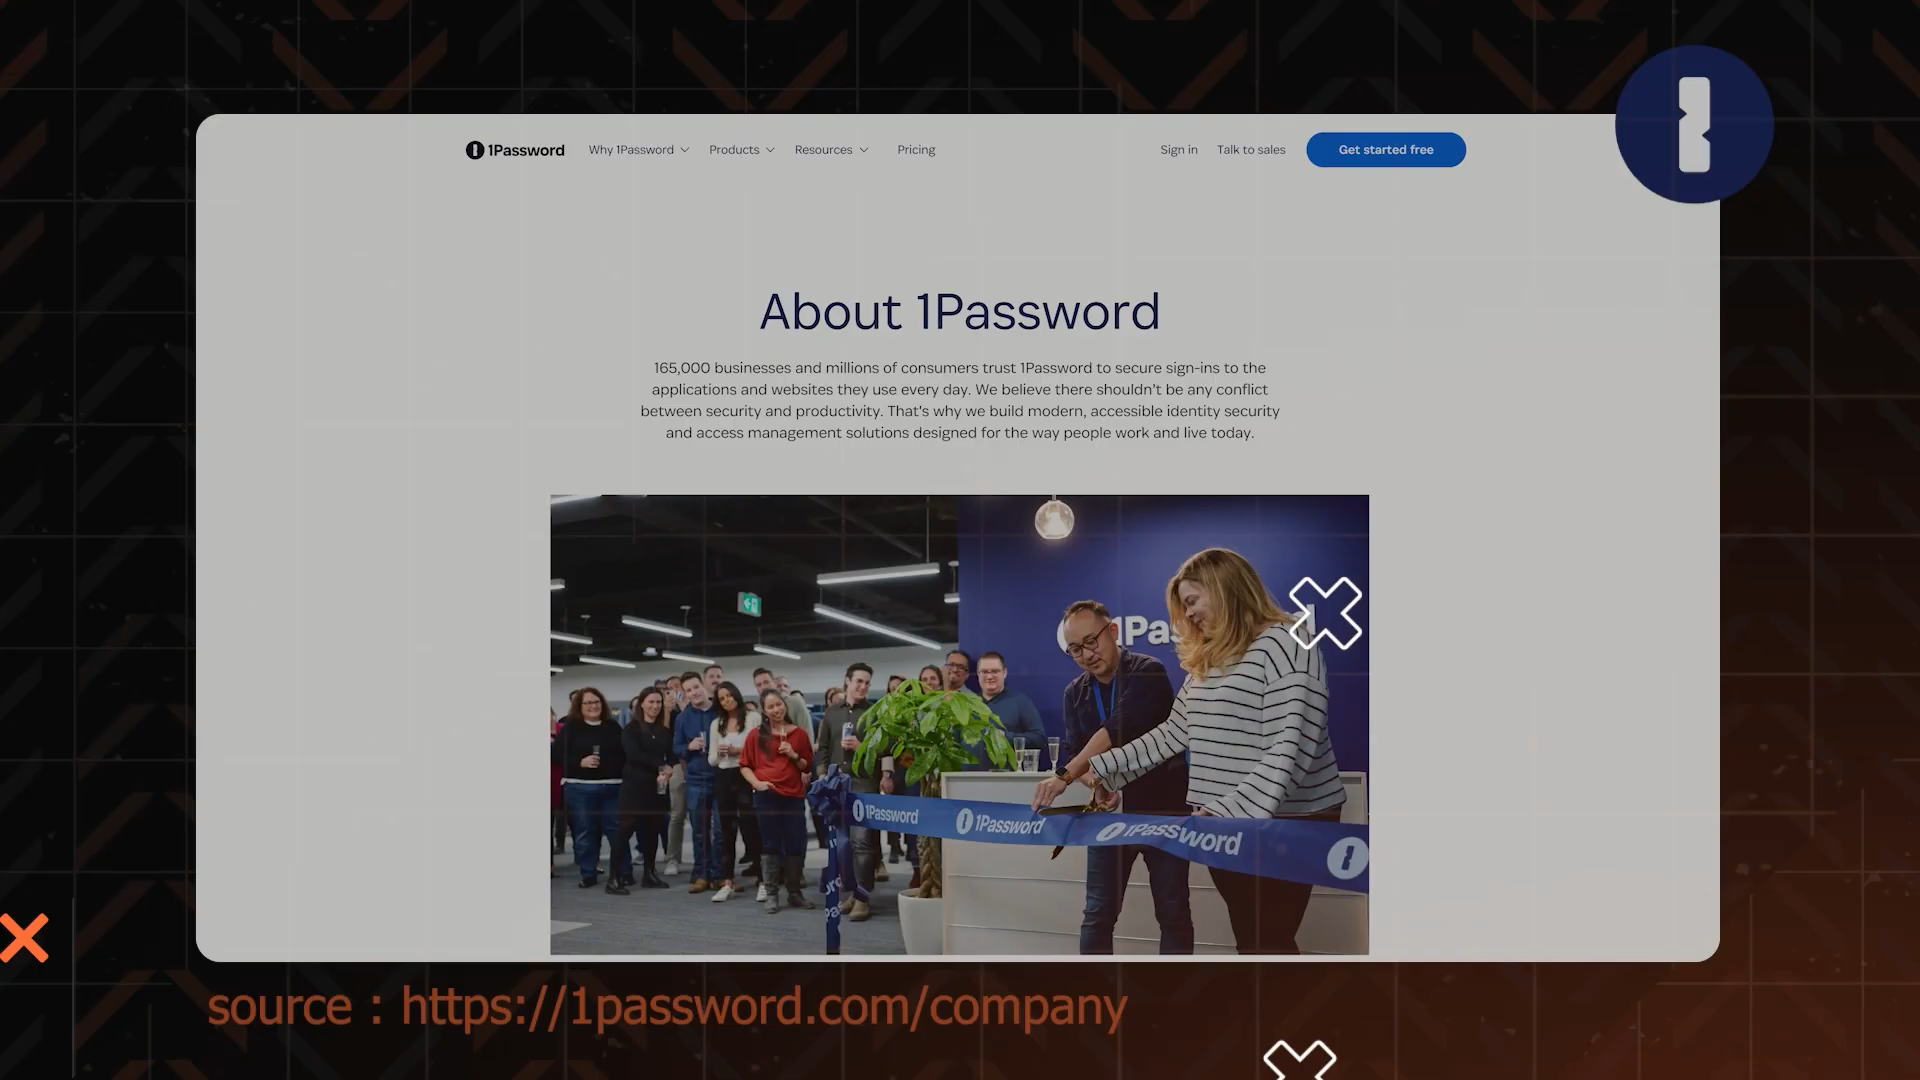 1Password
Why 1Password
Products
Resources
Pricing
Sign in
Talk to sales
Get started free
About 1Password
165,000 businesses and millions of consumers trust 1Password to secure sign-ins to the
applications and websites they use every day. We believe there shouldn't be any conflict
between security and productivity. That's why we build modern, accessible identity security
and access management solutions designed for the way people work and live today.
1Pas
1Password
1Password
1Password
source : https://1password.com/company